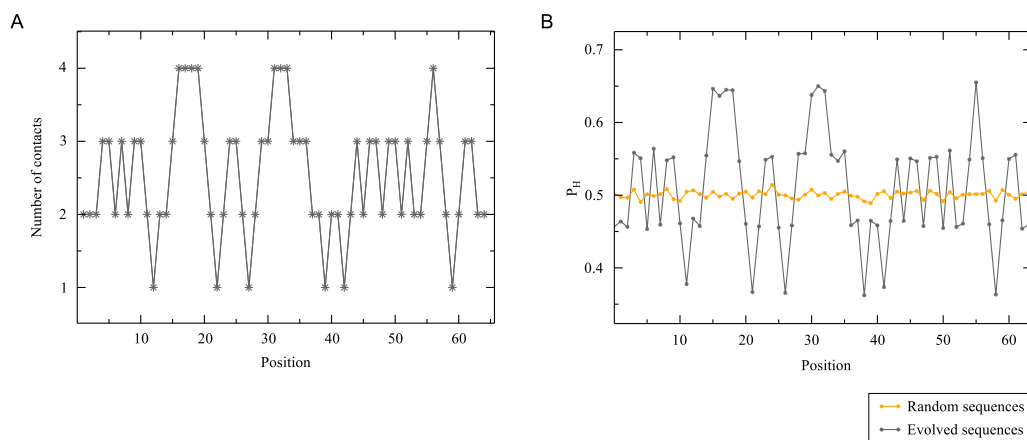 A
Number of contacts
4
3
2
1
10 20 30 40 50 60
Position
B
P_H
0.7
0.6
0.5
0.4
10 20 30 40 50 60
Position
Random sequences
Evolved sequences